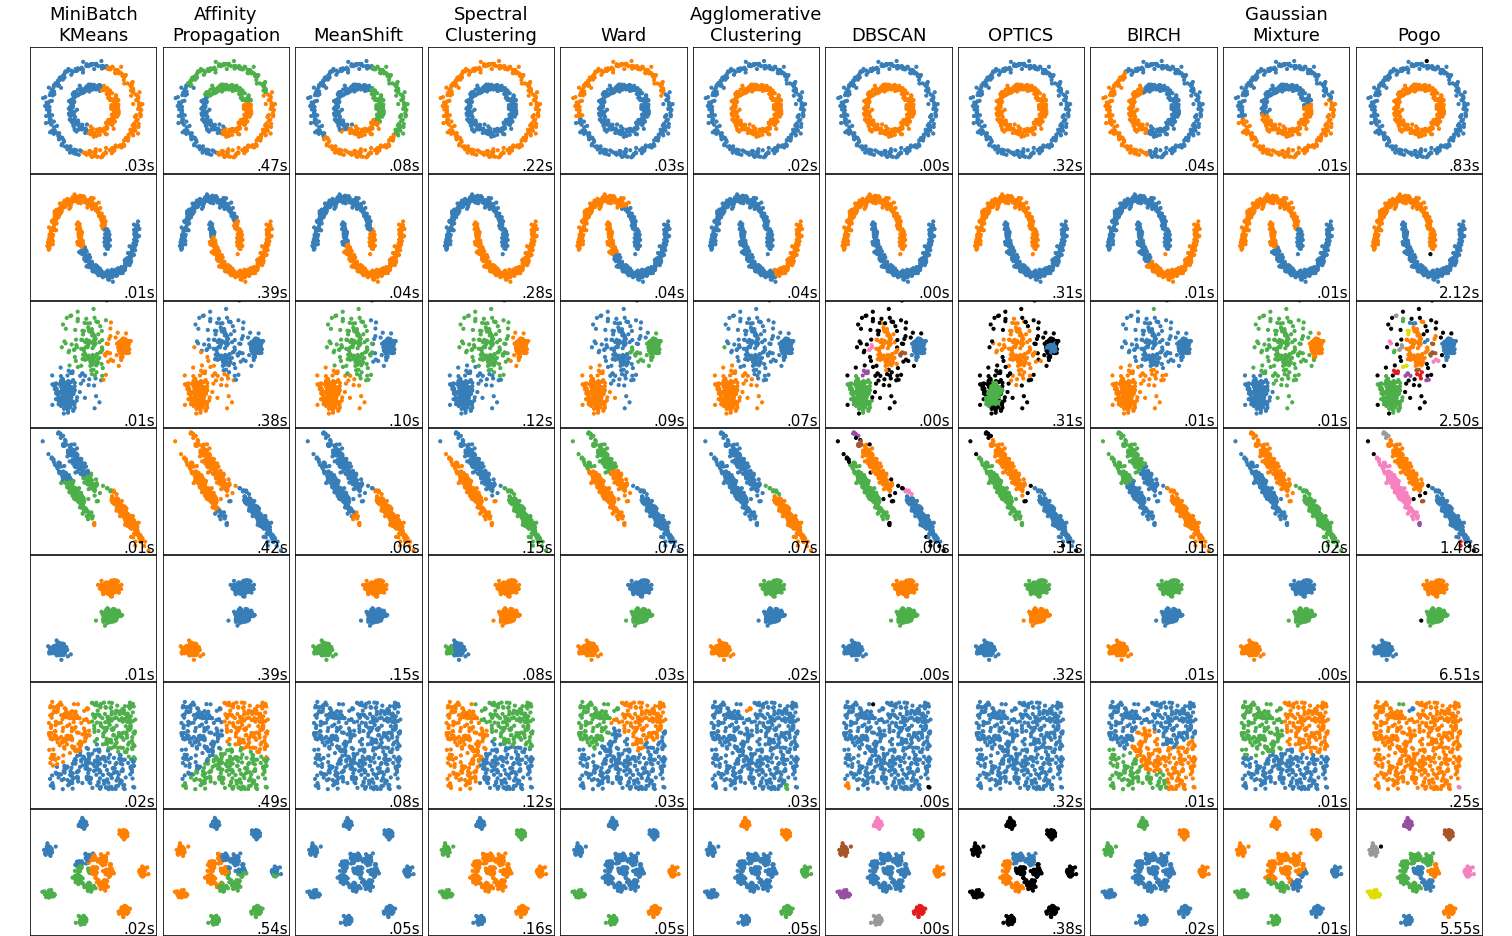 MiniBatch KMeans
Affinity Propagation
MeanShift
Spectral Clustering
Ward
Agglomerative Clustering
DBSCAN
OPTICS
BIRCH
Gaussian Mixture
Pogo
.03s .47s .08s .22s .03s .02s .00s .32s .04s .01s .83s
.01s .39s .04s .28s .04s .04s .00s .31s .01s .01s 2.12s
.01s .38s .10s .12s .09s .07s .00s .31s .01s .01s 2.50s
.01s .42s .06s .15s .07s .07s .00s .31s .01s .02s 1.48s
.01s .39s .15s .08s .03s .02s .00s .32s .01s .00s 6.51s
.02s .49s .08s .12s .03s .03s .00s .32s .01s .01s .25s
.02s .54s .05s .16s .05s .05s .00s .38s .02s .01s 5.55s